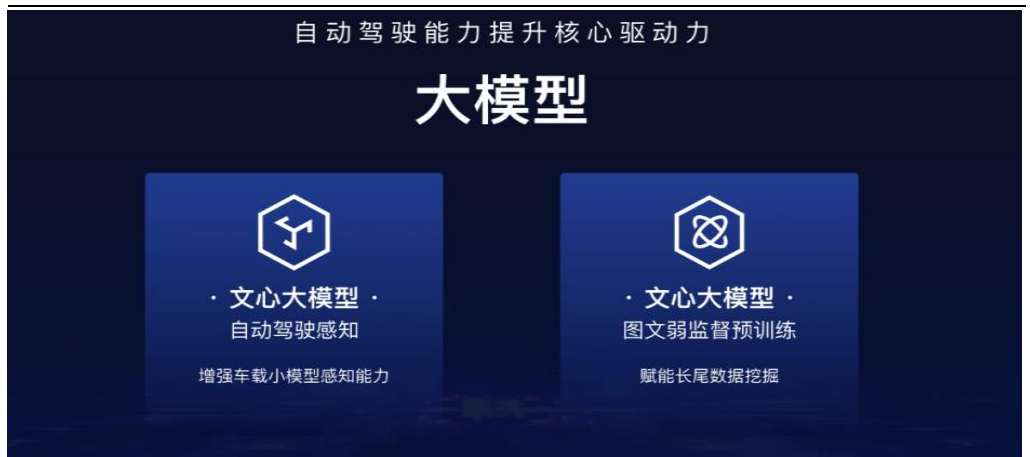 自动驾驶能力提升核心驱动力
大模型
· 文心大模型 ·
自动驾驶感知
增强车载小模型感知能力
· 文心大模型 ·
图文弱监督预训练
赋能长尾数据挖掘